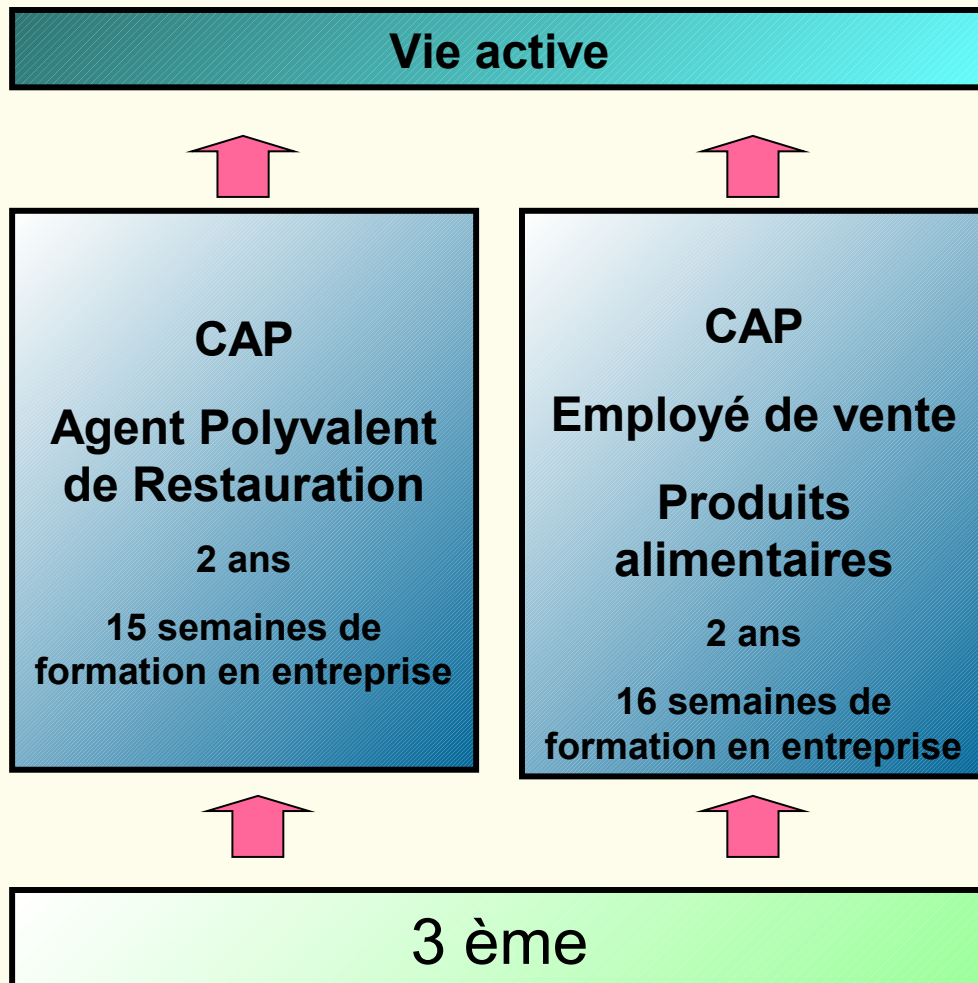 Vie active
CAP
Agent Polyvalent
de Restauration
2 ans
15 semaines de
formation en entreprise
CAP
Employé de vente
Produits
alimentaires
2 ans
16 semaines de
formation en entreprise
3 ème